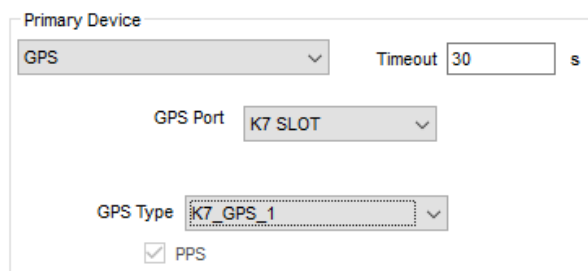 Primary Device
GPS Timeout 30 s
GPS Port K7 SLOT
GPS Type K7_GPS_1
PPS